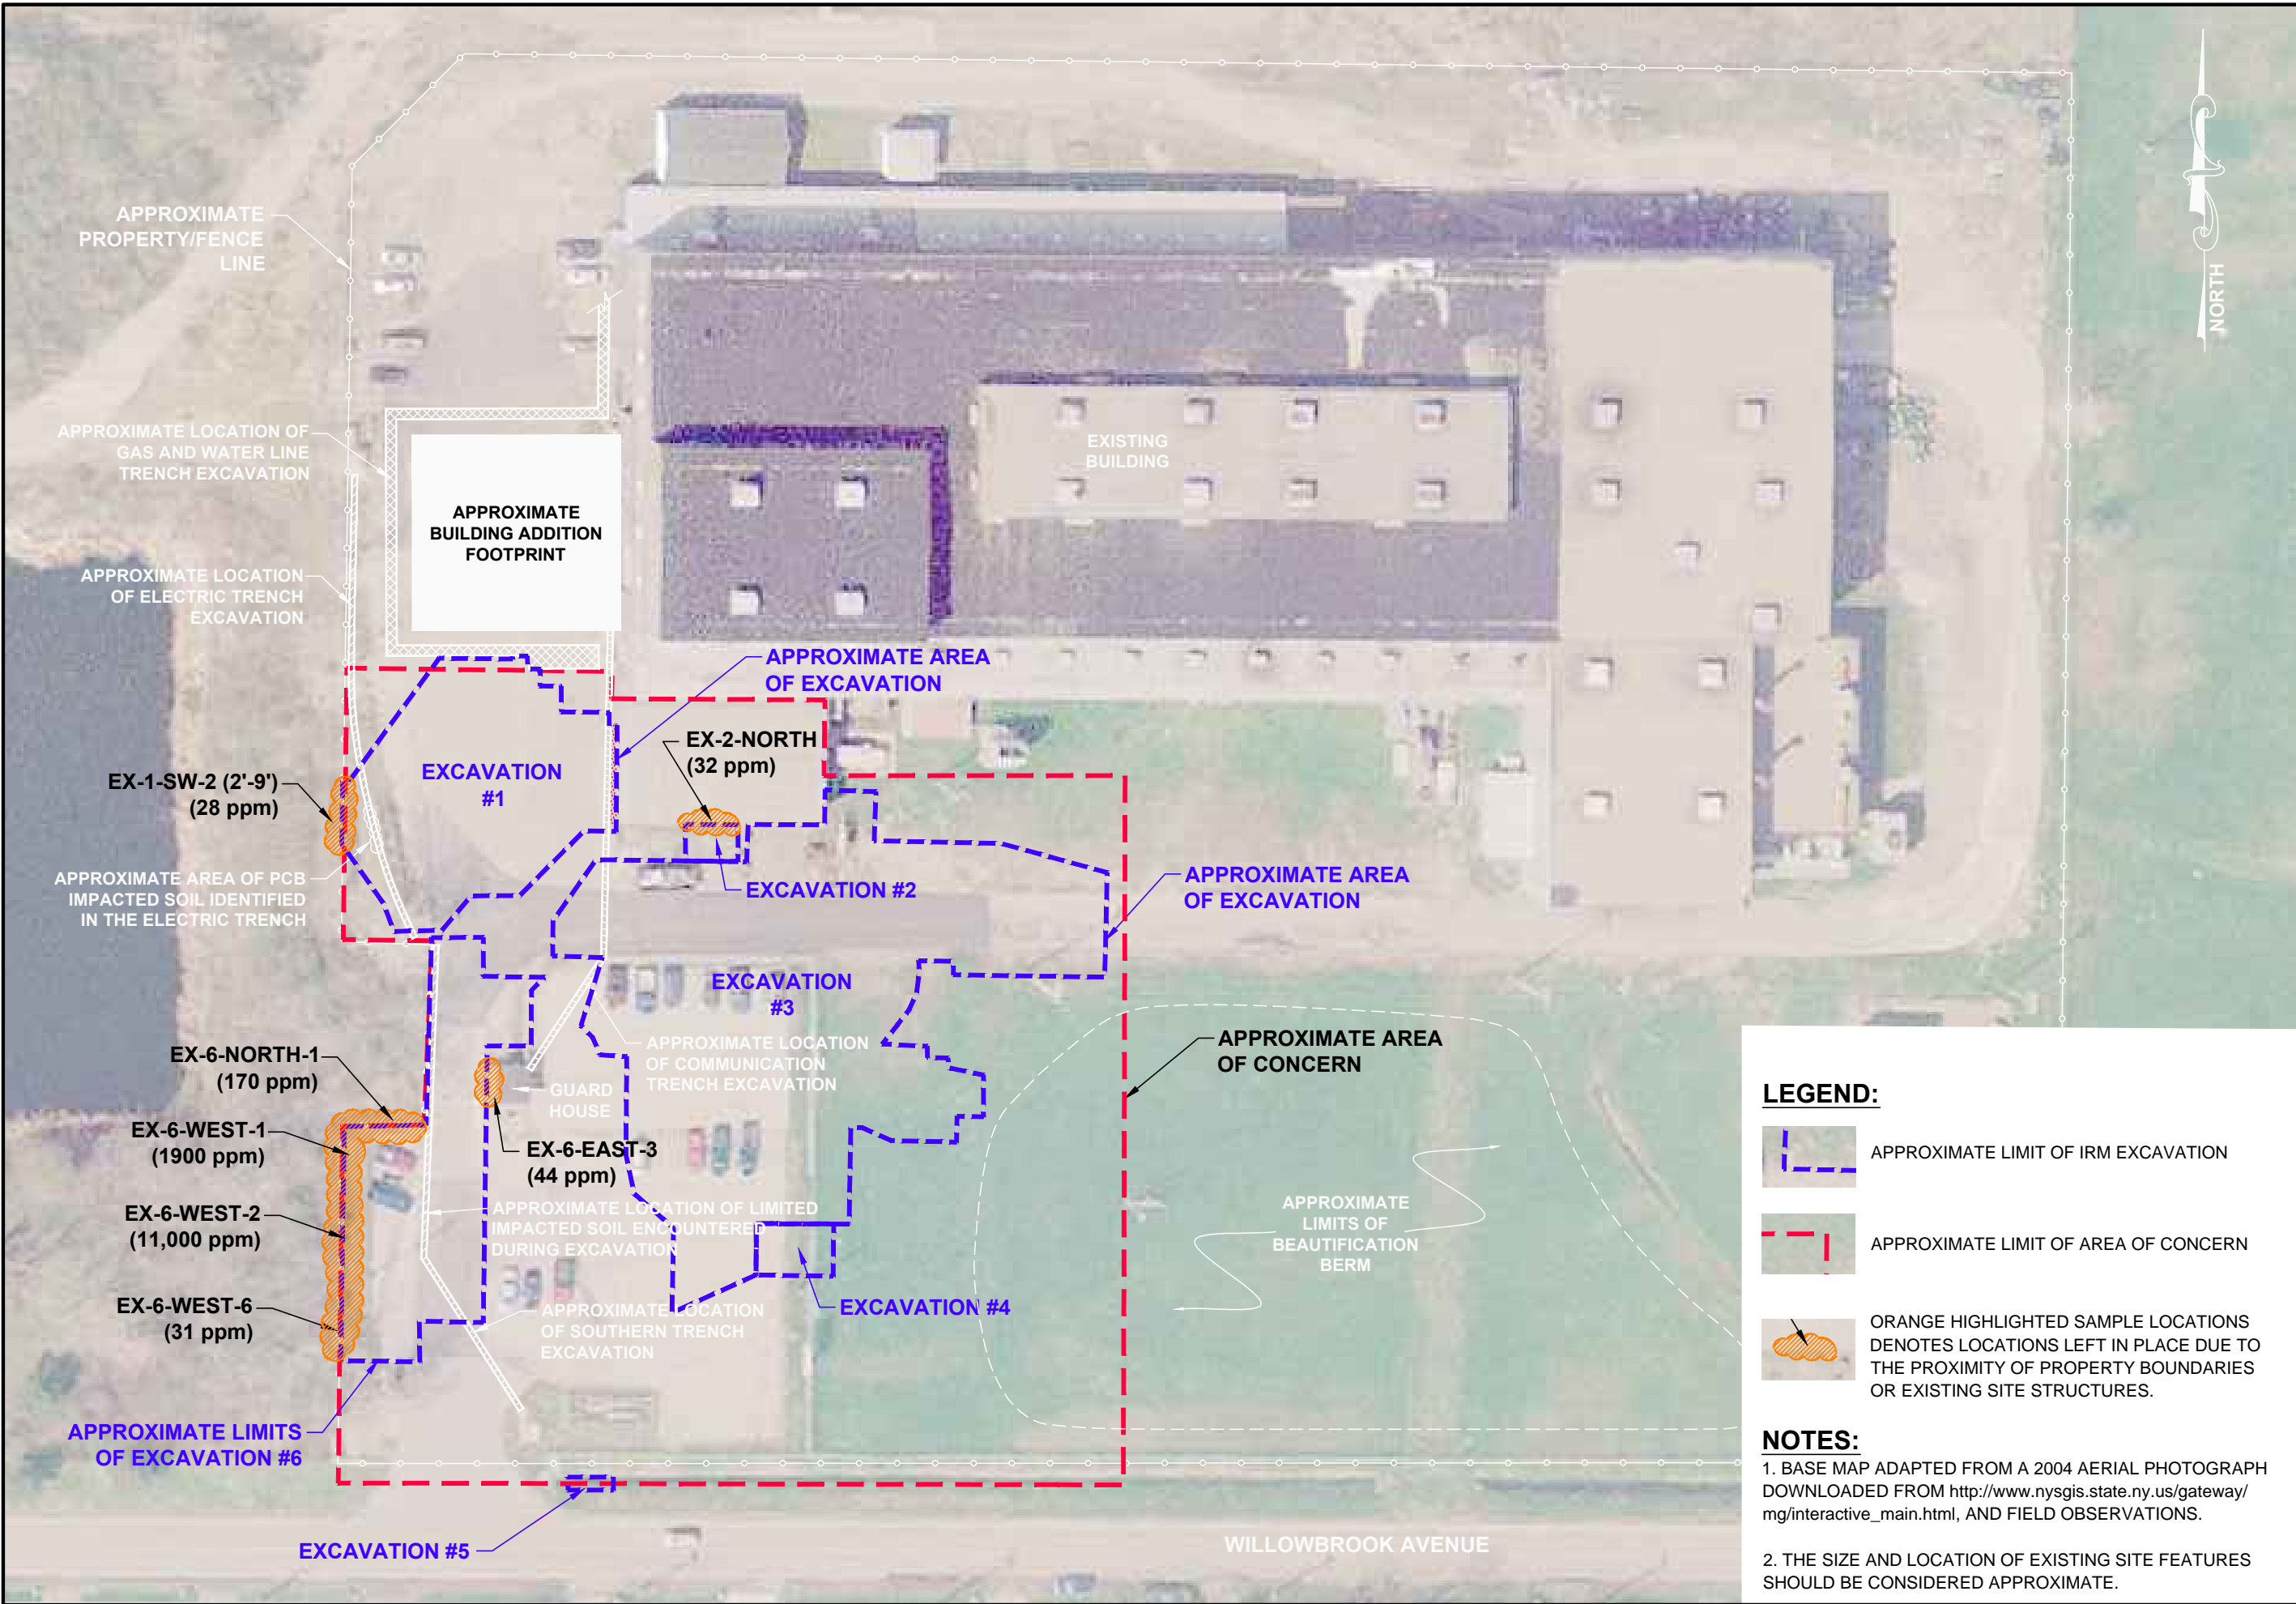 APPROXIMATE
PROPERTY/FENCE
LINE
NORTH
APPROXIMATE LOCATION OF
GAS AND WATER LINE
TRENCH EXCAVATION
EXISTING
BUILDING
APPROXIMATE
BUILDING ADDITION
FOOTPRINT
APPROXIMATE LOCATION
OF ELECTRIC TRENCH
EXCAVATION
APPROXIMATE AREA
OF EXCAVATION
EX-2-NORTH
(32 ppm)
EXCAVATION
#1
EX-1-SW-2 (2'-9')
(28 ppm)
APPROXIMATE AREA OF PCB
IMPACTED SOIL IDENTIFIED
IN THE ELECTRIC TRENCH
EXCAVATION #2
APPROXIMATE AREA
OF EXCAVATION
EXCAVATION
#3
APPROXIMATE LOCATION
OF COMMUNICATION
TRENCH EXCAVATION
APPROXIMATE AREA
OF CONCERN
EX-6-NORTH-1
(170 ppm)
GUARD
HOUSE
EX-6-WEST-1
(1900 ppm)
EX-6-EAST-3
(44 ppm)
EX-6-WEST-2
(11,000 ppm)
APPROXIMATE LOCATION OF LIMITED
IMPACTED SOIL ENCOUNTERED
DURING EXCAVATION
APPROXIMATE
LIMITS OF
BEAUTIFICATION
BERM
EX-6-WEST-6
(31 ppm)
APPROXIMATE LOCATION
OF SOUTHERN TRENCH
EXCAVATION
EXCAVATION #4
APPROXIMATE LIMITS
OF EXCAVATION #6
EXCAVATION #5
WILLOWBROOK AVENUE
LEGEND:
APPROXIMATE LIMIT OF IRM EXCAVATION
APPROXIMATE LIMIT OF AREA OF CONCERN
ORANGE HIGHLIGHTED SAMPLE LOCATIONS
DENOTES LOCATIONS LEFT IN PLACE DUE TO
THE PROXIMITY OF PROPERTY BOUNDARIES
OR EXISTING SITE STRUCTURES.
NOTES:
1. BASE MAP ADAPTED FROM A 2004 AERIAL PHOTOGRAPH
DOWNLOADED FROM http://www.nysgis.state.ny.us/gateway/
mg/interactive_main.html, AND FIELD OBSERVATIONS.
2. THE SIZE AND LOCATION OF EXISTING SITE FEATURES
SHOULD BE CONSIDERED APPROXIMATE.